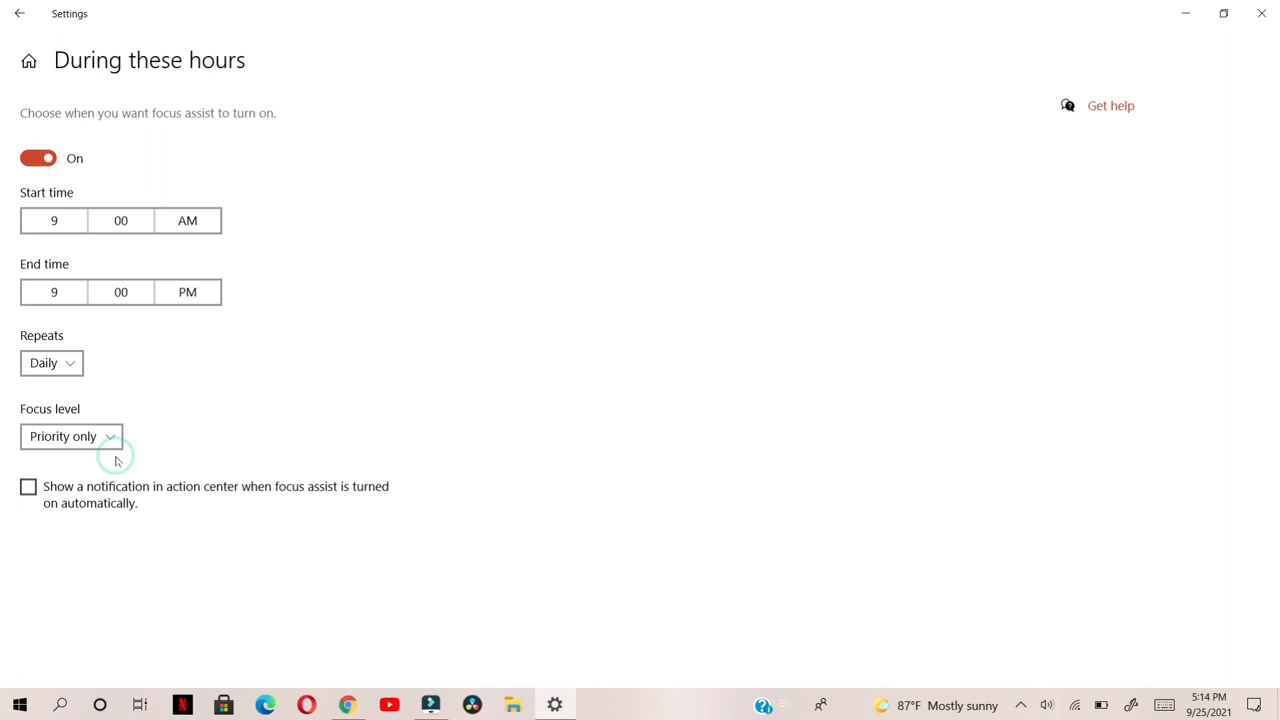 Settings
During these hours
Choose when you want focus assist to turn on.
Get help
On
Start time
9 00 AM
End time
9 00 PM
Repeats
Daily
Focus level
Priority only
Show a notification in action center when focus assist is turned
on automatically.
N
EN
87°F Mostly sunny
5:14 PM
9/25/2021